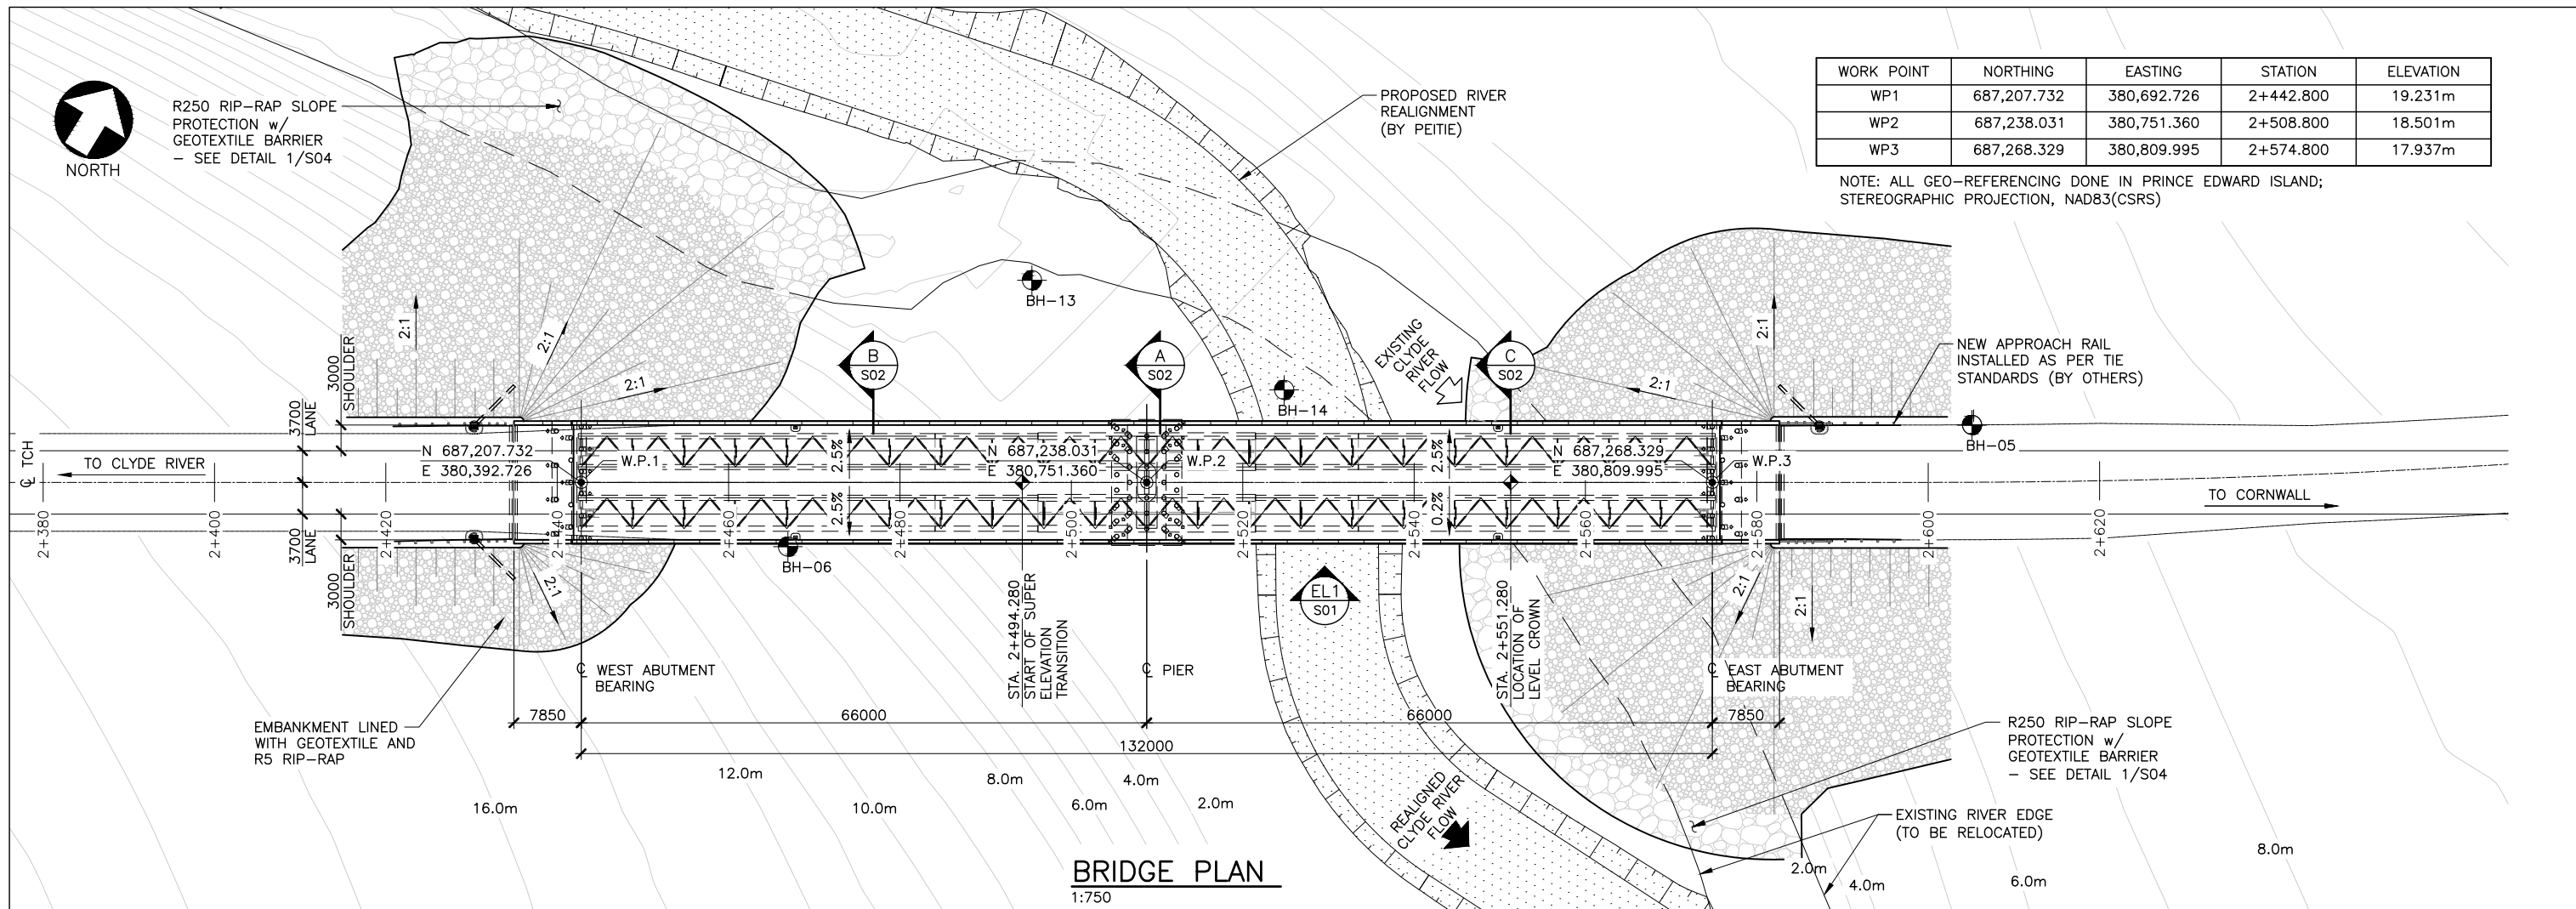 NORTH
R250 RIP-RAP SLOPE
PROTECTION w/
GEOTEXTILE BARRIER
- SEE DETAIL 1/S04
PROPOSED RIVER
REALIGNMENT
(BY PEITIE)
WORK POINT NORTHING EASTING STATION ELEVATION
WP1 687,207.732 380,692.726 2+442.800 19.231m
WP2 687,238.031 380,751.360 2+508.800 18.501m
WP3 687,268.329 380,809.995 2+574.800 17.937m
NOTE: ALL GEO-REFERENCING DONE IN PRINCE EDWARD ISLAND;
STEREOGRAPHIC PROJECTION, NAD83(CSRS)
BH-13
2:1
2:1
2:1
3000
SHOULDER
3700
LANE
B
S02
A
S02
BH-14
EXISTING
CLYDE
RIVER
FLOW
C
S02
2:1
2:1
NEW APPROACH RAIL
INSTALLED AS PER TIE
STANDARDS (BY OTHERS)
BH-05
℄ TCH
TO CLYDE RIVER
N 687,207.732
E 380,392.726
W.P.1
2.5%
2.5%
N 687,238.031
E 380,751.360
W.P.2
2.5%
0.2%
N 687,268.329
E 380,809.995
W.P.3
TO CORNWALL
2+380
2+400
2+420
2+440
2+460
2+480
2+500
2+520
2+540
2+560
2+580
2+600
2+620
3700
LANE
3000
SHOULDER
2:1
BH-06
EL1
S01
2:1
2:1
STA. 2+494.280
START OF SUPER
ELEVATION
TRANSITION
STA. 2+551.280
LOCATION OF
LEVEL CROWN
℄ WEST ABUTMENT
BEARING
℄ PIER
℄ EAST ABUTMENT
BEARING
EMBANKMENT LINED
WITH GEOTEXTILE AND
R5 RIP-RAP
7850
66000
66000
7850
132000
R250 RIP-RAP SLOPE
PROTECTION w/
GEOTEXTILE BARRIER
- SEE DETAIL 1/S04
16.0m
12.0m
10.0m
8.0m
6.0m
4.0m
2.0m
REALIGNED
CLYDE RIVER
FLOW
EXISTING RIVER EDGE
(TO BE RELOCATED)
2.0m
4.0m
6.0m
8.0m
BRIDGE PLAN
1:750